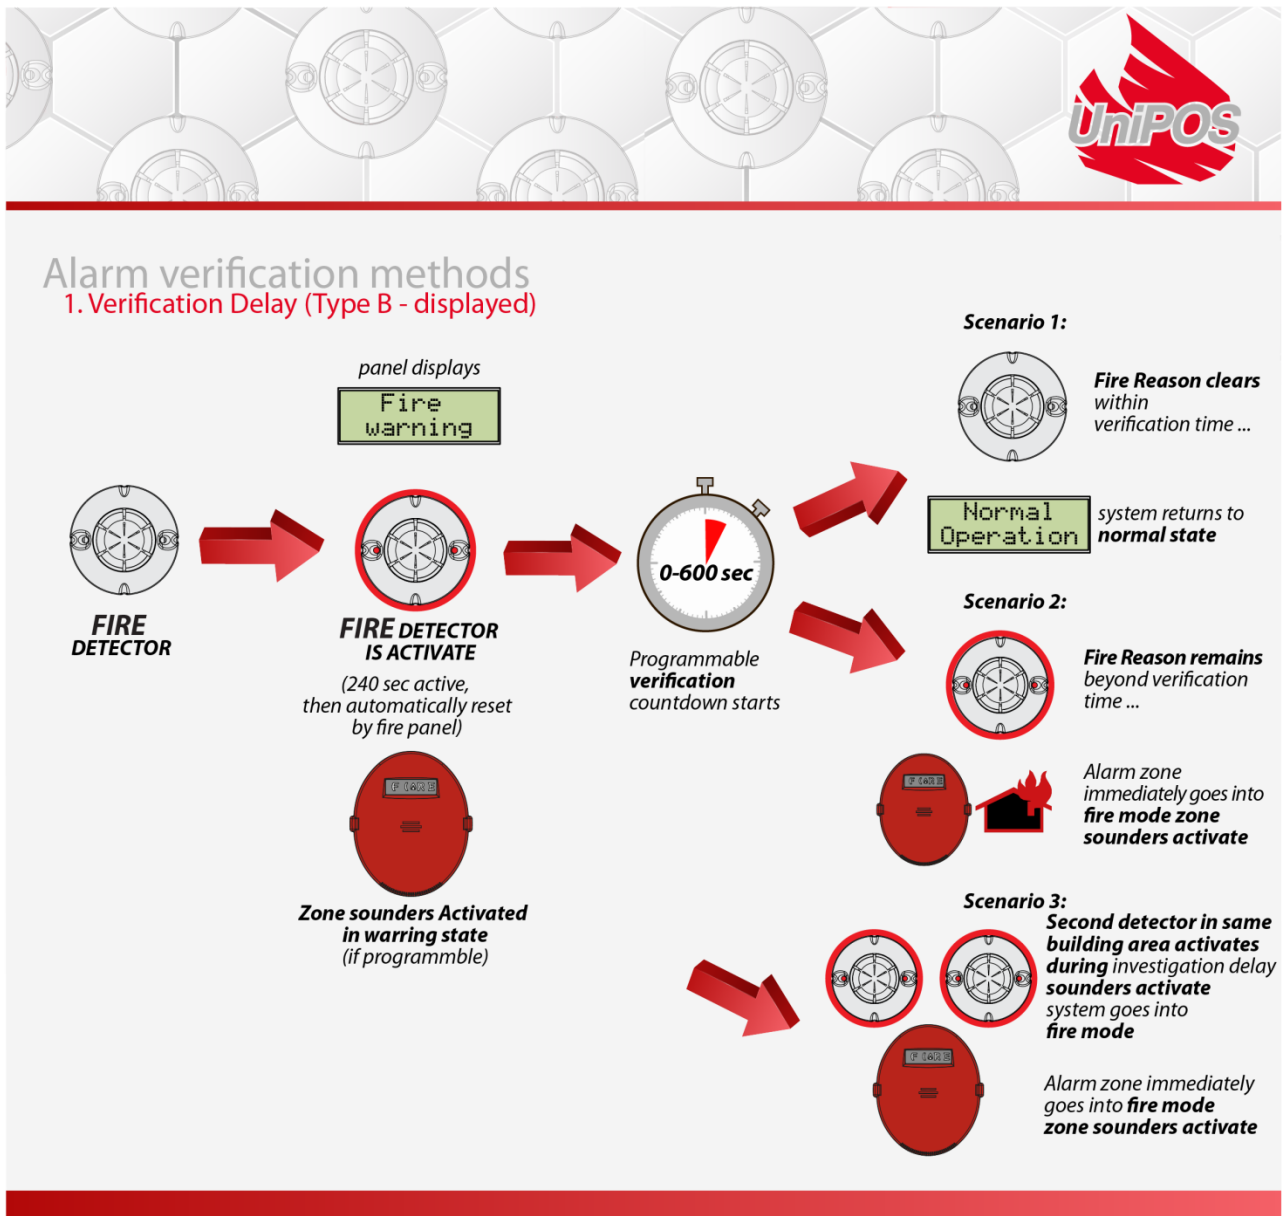 UniPOS
Alarm verification methods
1. Verification Delay (Type B - displayed)
panel displays
Fire
warning
FIRE
DETECTOR
FIRE DETECTOR
IS ACTIVATE
(240 sec active,
then automatically reset
by fire panel)
Zone sounders Activated
in warring state
(if programmble)
0-600 sec
Programmable
verification
countdown starts
Scenario 1:
Fire Reason clears
within
verification time ...
Normal
Operation
system returns to
normal state
Scenario 2:
Fire Reason remains
beyond verification
time ...
Alarm zone
immediately goes into
fire mode zone
sounders activate
Scenario 3:
Second detector in same
building area activates
during investigation delay
sounders activate
system goes into
fire mode
Alarm zone immediately
goes into fire mode
zone sounders activate